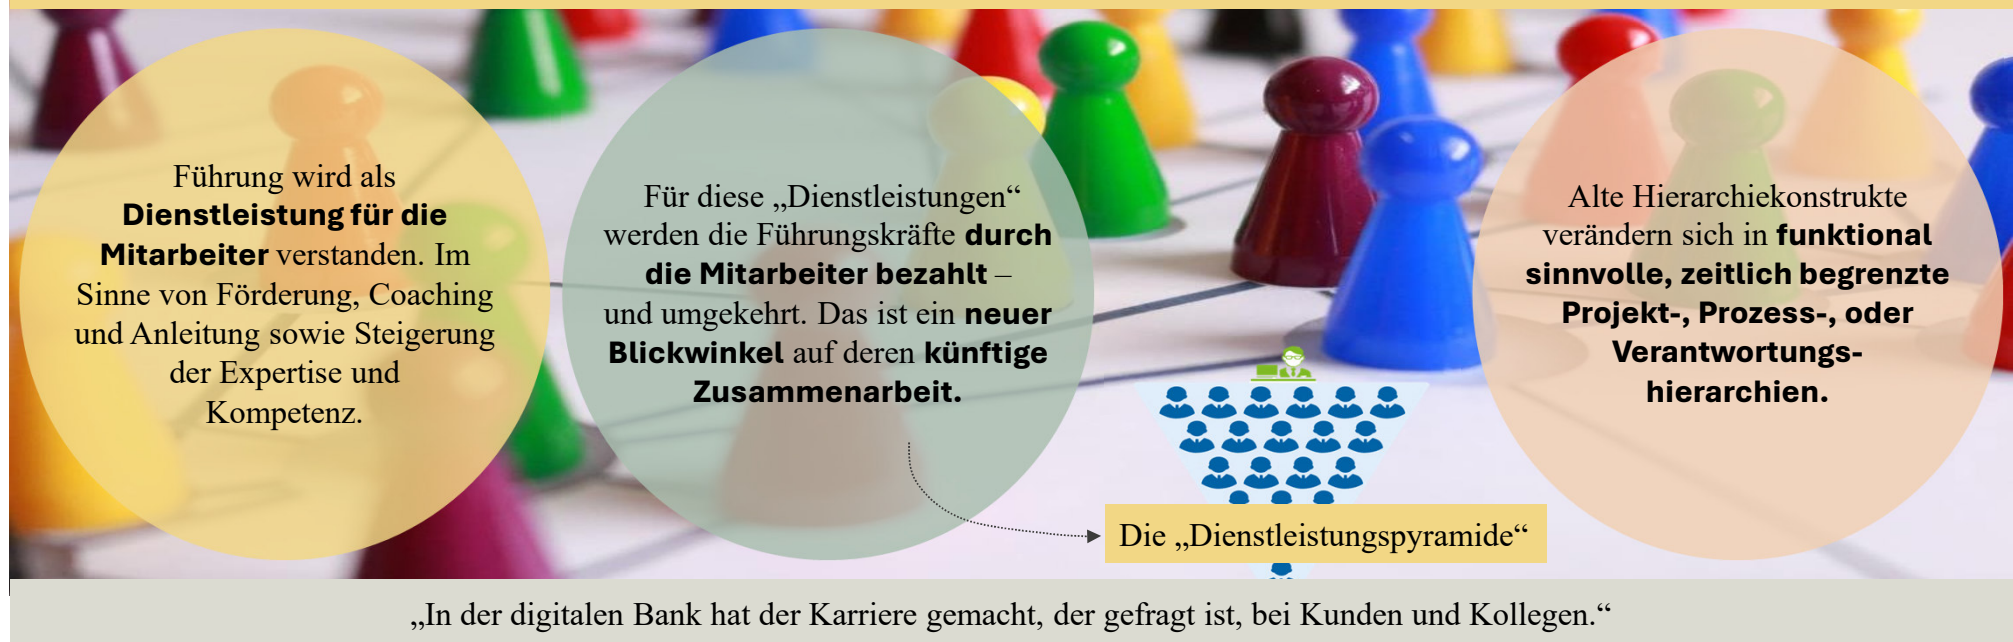 Führung wird als
Dienstleistung für die
Mitarbeiter verstanden. Im
Sinne von Förderung, Coaching
und Anleitung sowie Steigerung
der Expertise und
Kompetenz.
Für diese „Dienstleistungen“
werden die Führungskräfte durch
die Mitarbeiter bezahlt –
und umgekehrt. Das ist ein neuer
Blickwinkel auf deren künftige
Zusammenarbeit.
Alte Hierarchiekonstrukte
verändern sich in funktional
sinnvolle, zeitlich begrenzte
Projekt-, Prozess-, oder
Verantwortungs-
hierarchien.
Die „Dienstleistungspyramide“
„In der digitalen Bank hat der Karriere gemacht, der gefragt ist, bei Kunden und Kollegen.“